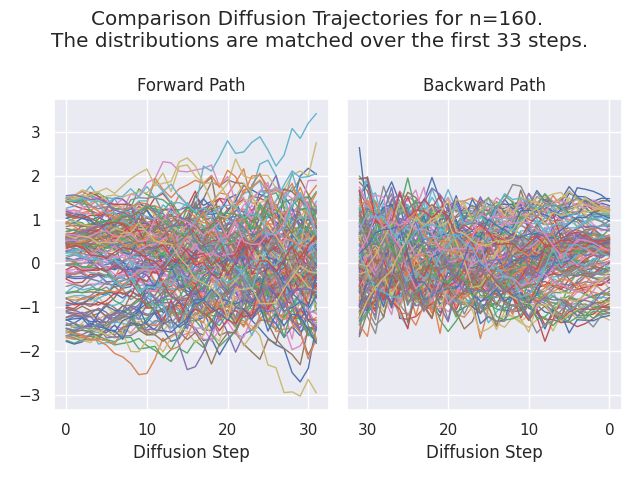 Comparison Diffusion Trajectories for n=160.
The distributions are matched over the first 33 steps.
Forward Path
Backward Path
3
2
1
0
−1
−2
−3
0
10
20
30
30
20
10
0
Diffusion Step
Diffusion Step